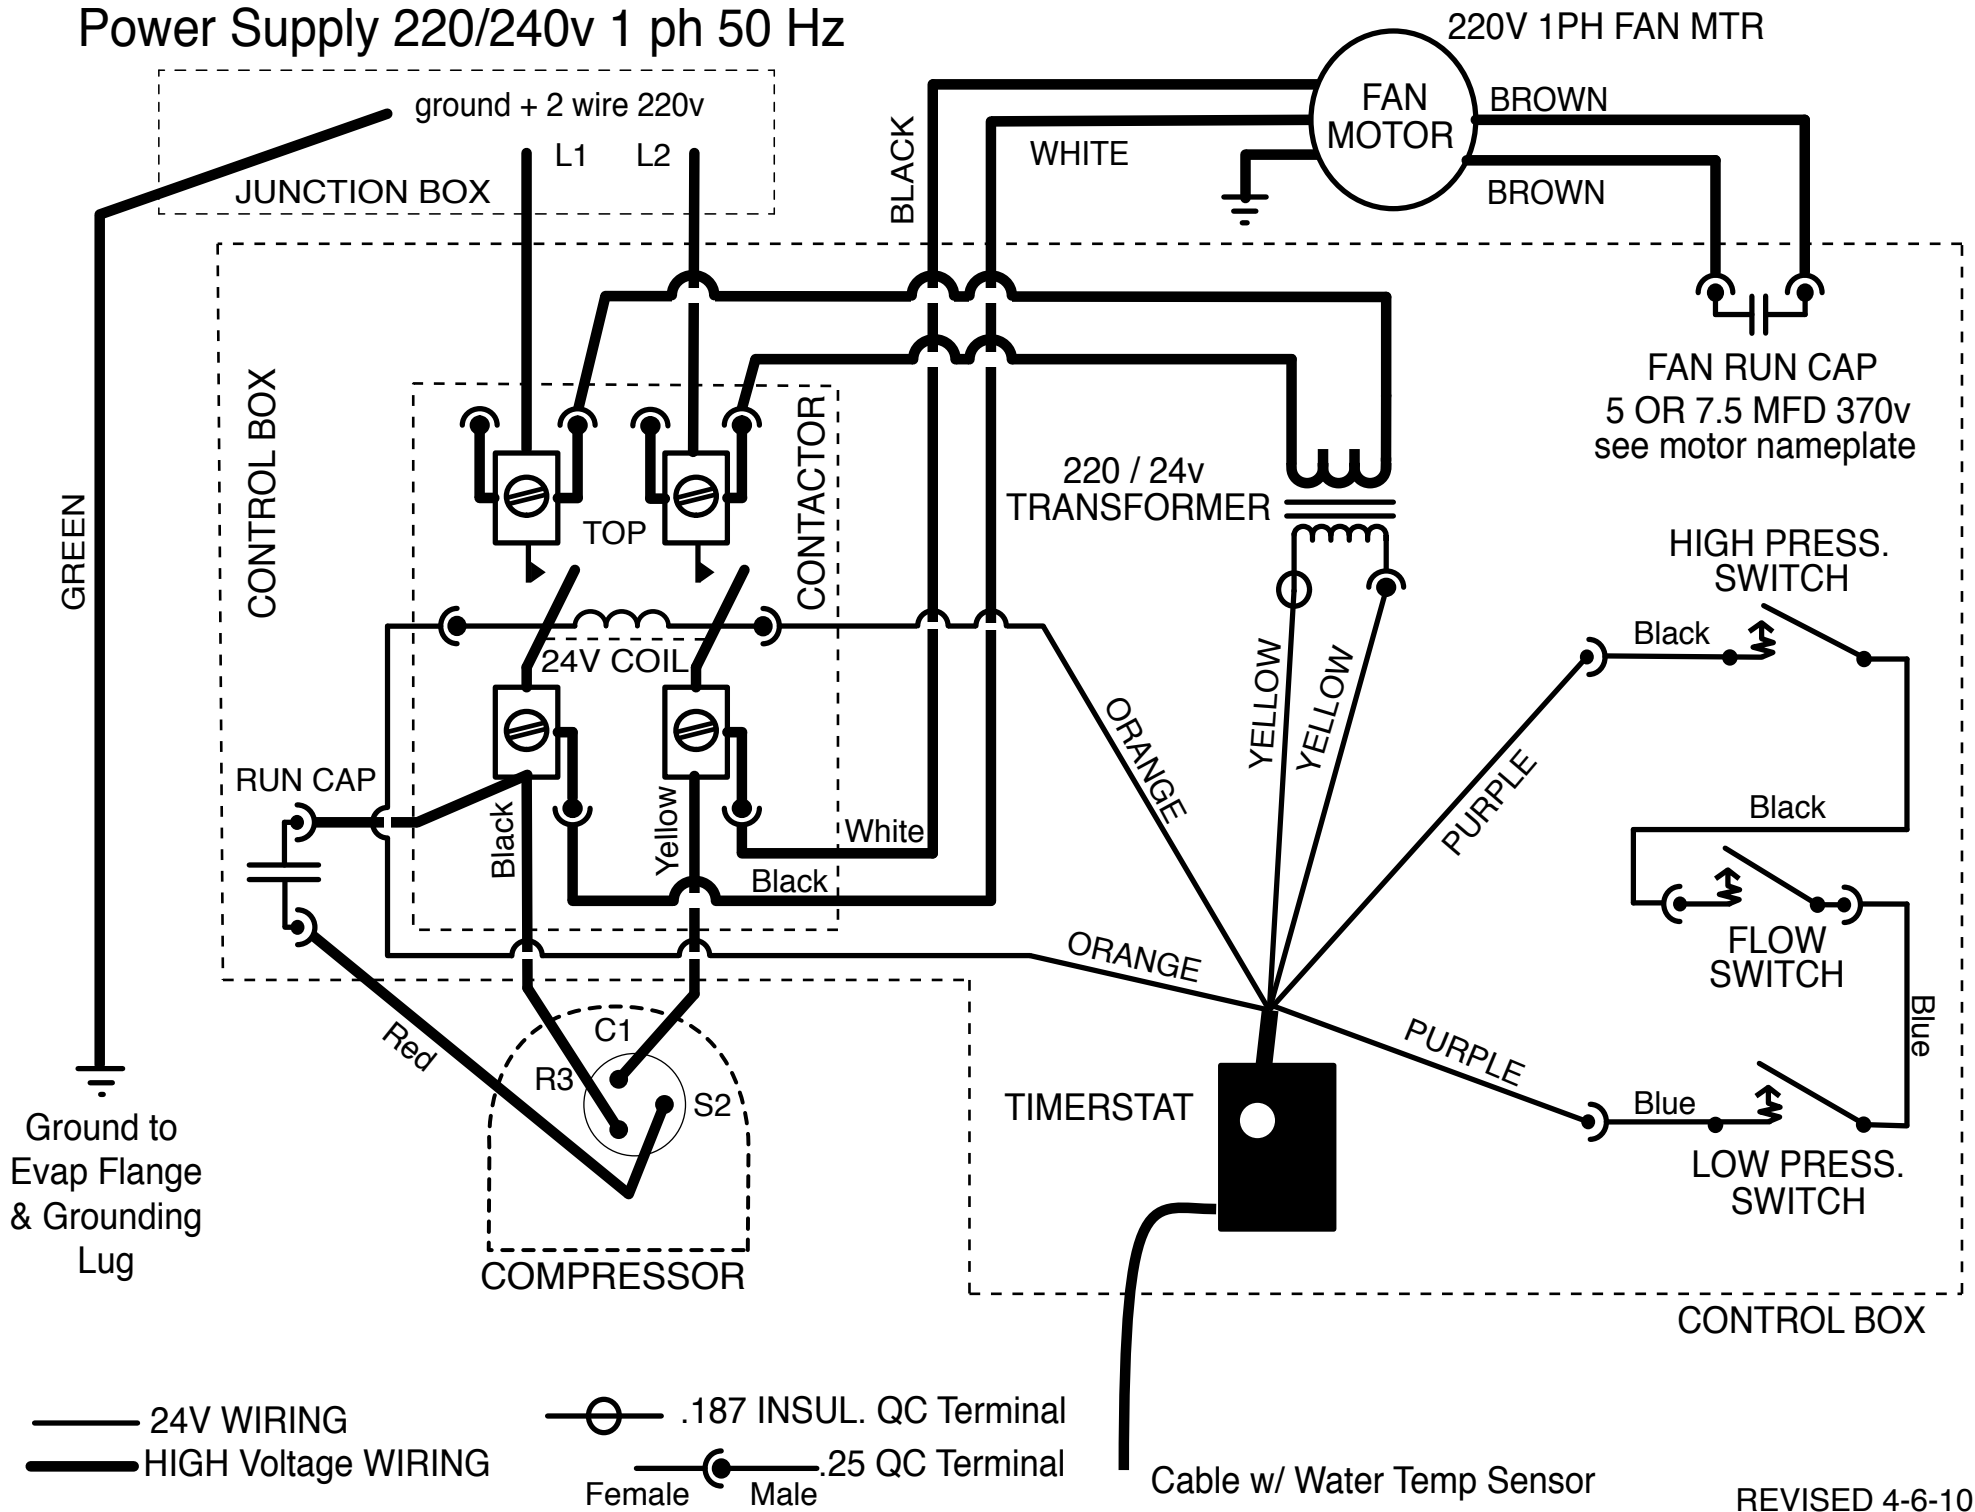 Power Supply 220/240v 1 ph 50 Hz
220V 1PH FAN MTR
ground + 2 wire 220v
L1
L2
JUNCTION BOX
BLACK
WHITE
FAN
MOTOR
BROWN
BROWN
FAN RUN CAP
5 OR 7.5 MFD 370v
see motor nameplate
GREEN
CONTROL BOX
CONTACTOR
TOP
24V COIL
220 / 24v
TRANSFORMER
HIGH PRESS.
SWITCH
Black
YELLOW
YELLOW
ORANGE
PURPLE
RUN CAP
Black
Yellow
White
Black
Black
FLOW
SWITCH
Blue
ORANGE
PURPLE
Red
C1
R3
S2
COMPRESSOR
TIMERSTAT
Blue
LOW PRESS.
SWITCH
Ground to
Evap Flange
& Grounding
Lug
CONTROL BOX
24V WIRING
HIGH Voltage WIRING
.187 INSUL. QC Terminal
.25 QC Terminal
Female
Male
Cable w/ Water Temp Sensor
REVISED 4-6-10